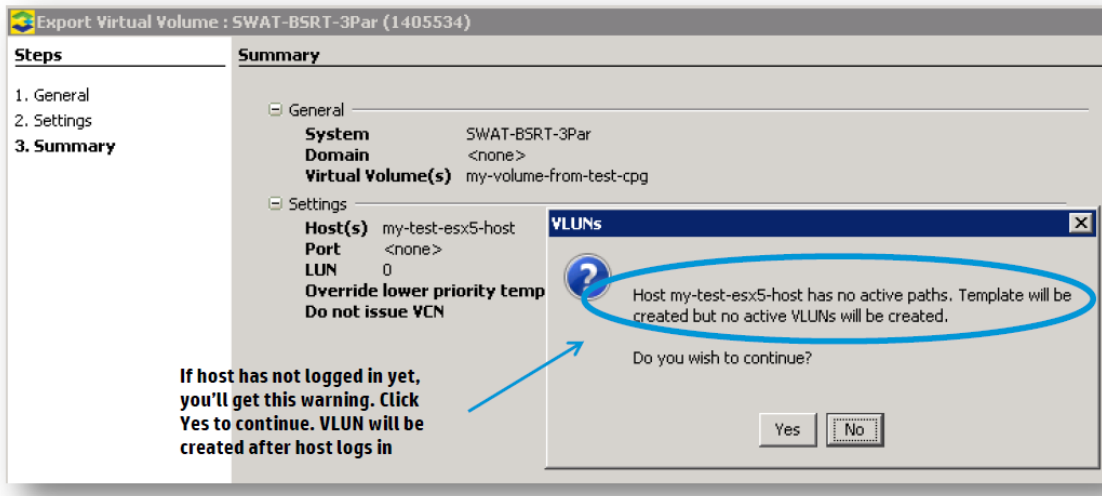 Export Virtual Volume : SWAT-BSRT-3Par (1405534)
Steps
1. General
2. Settings
3. Summary
Summary
General
System SWAT-BSRT-3Par
Domain <none>
Virtual Volume(s) my-volume-from-test-cpg
Settings
Host(s) my-test-esx5-host
Port <none>
LUN 0
Override lower priority temp
Do not issue VCN
VLUNs
Host my-test-esx5-host has no active paths. Template will be
created but no active VLUNs will be created.
Do you wish to continue?
Yes No
If host has not logged in yet,
you'll get this warning. Click
Yes to continue. VLUN will be
created after host logs in